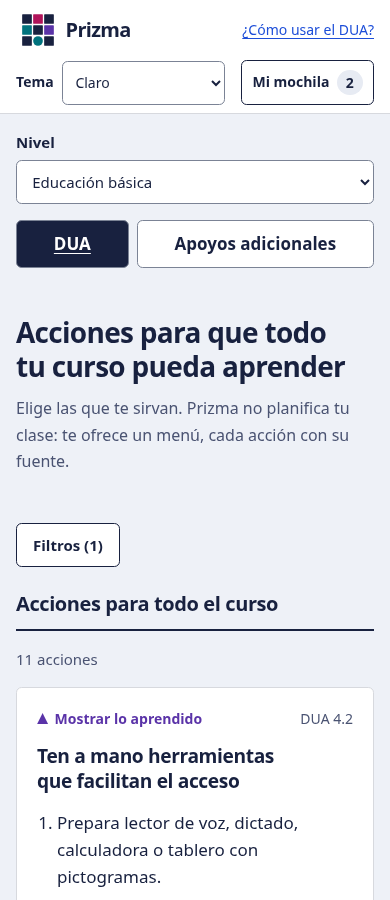 Prizma
¿Cómo usar el DUA?
Tema
Claro
Mi mochila 2
Nivel
Educación básica
DUA
Apoyos adicionales
Acciones para que todo
tu curso pueda aprender
Elige las que te sirvan. Prizma no planifica tu
clase: te ofrece un menú, cada acción con su
fuente.
Filtros (1)
Acciones para todo el curso
11 acciones
Mostrar lo aprendido
DUA 4.2
Ten a mano herramientas
que facilitan el acceso
1. Prepara lector de voz, dictado,
calculadora o tablero con
pictogramas.